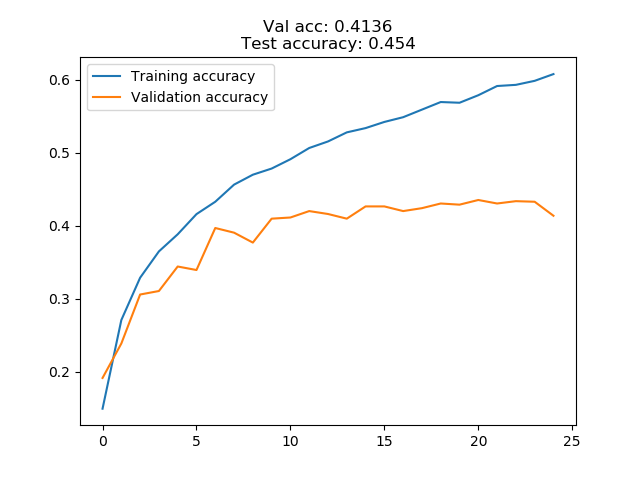 Val acc: 0.4136
Test accuracy: 0.454
Training accuracy
Validation accuracy
0.6
0.5
0.4
0.3
0.2
0 5 10 15 20 25